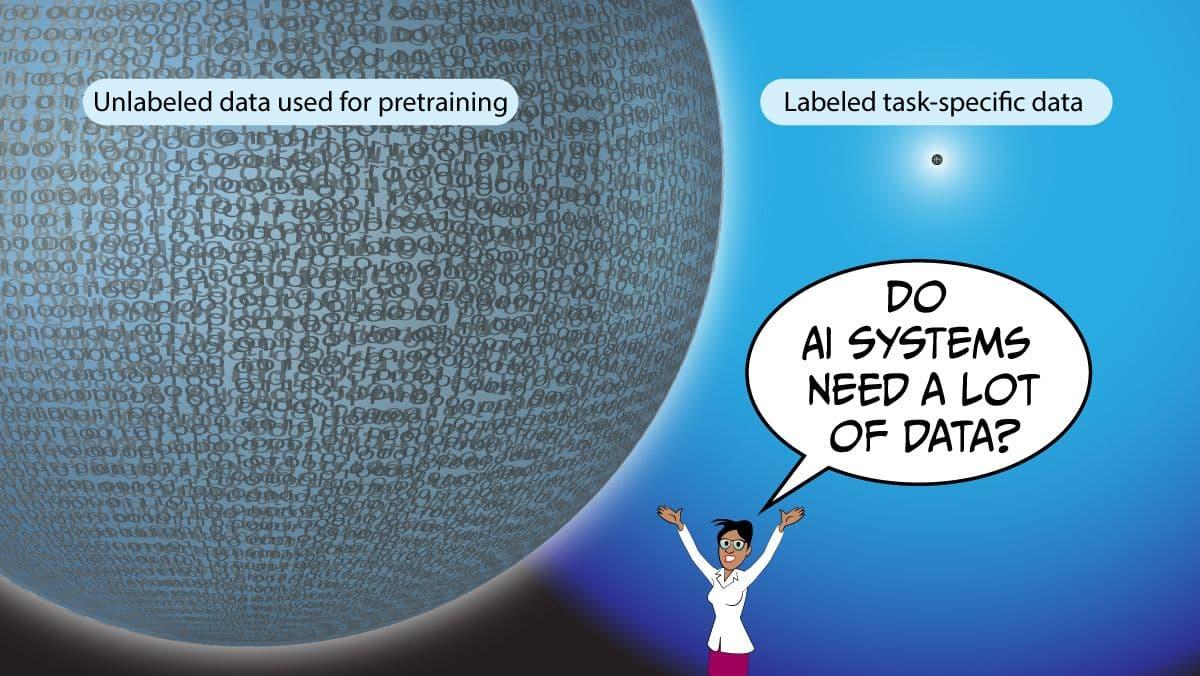 Unlabeled data used for pretraining
Labeled task-specific data
DO
AI SYSTEMS
NEED A LOT
OF DATA?